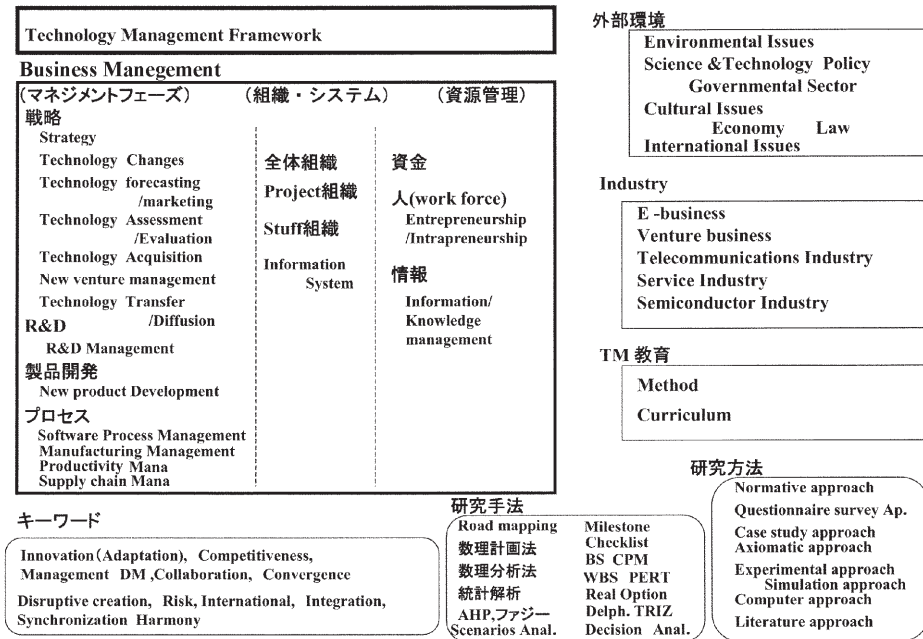 Technology Management Framework
Business Manegement
(マネジメントフェーズ)
戦略
Strategy
Technology Changes
Technology forecasting
/marketing
Technology Assessment
/Evaluation
Technology Acquisition
New venture management
Technology Transfer
/Diffusion
R&D
R&D Management
製品開発
New product Development
プロセス
Software Process Management
Manufacturing Management
Productivity Mana
Supply chain Mana
(組織・システム)
全体組織
Project組織
Stuff組織
Information
System
(資源管理)
資金
人(work force)
Entrepreneurship
/Intrapreneurship
情報
Information/
Knowledge
management
外部環境
Environmental Issues
Science &Technology Policy
Governmental Sector
Cultural Issues
Economy Law
International Issues
Industry
E -business
Venture business
Telecommunications Industry
Service Industry
Semiconductor Industry
TM 教育
Method
Curriculum
キーワード
Innovation(Adaptation), Competitiveness,
Management DM ,Collaboration, Convergence
Disruptive creation, Risk, International, Integration,
Synchronization Harmony
研究手法
Road mapping
数理計画法
数理分析法
統計解析
AHP,ファジー
Scenarios Anal.
Milestone
Checklist
BS CPM
WBS PERT
Real Option
Delph. TRIZ
Decision Anal.
研究方法
Normative approach
Questionnaire survey Ap.
Case study approach
Axiomatic approach
Experimental approach
Simulation approach
Computer approach
Literature approach